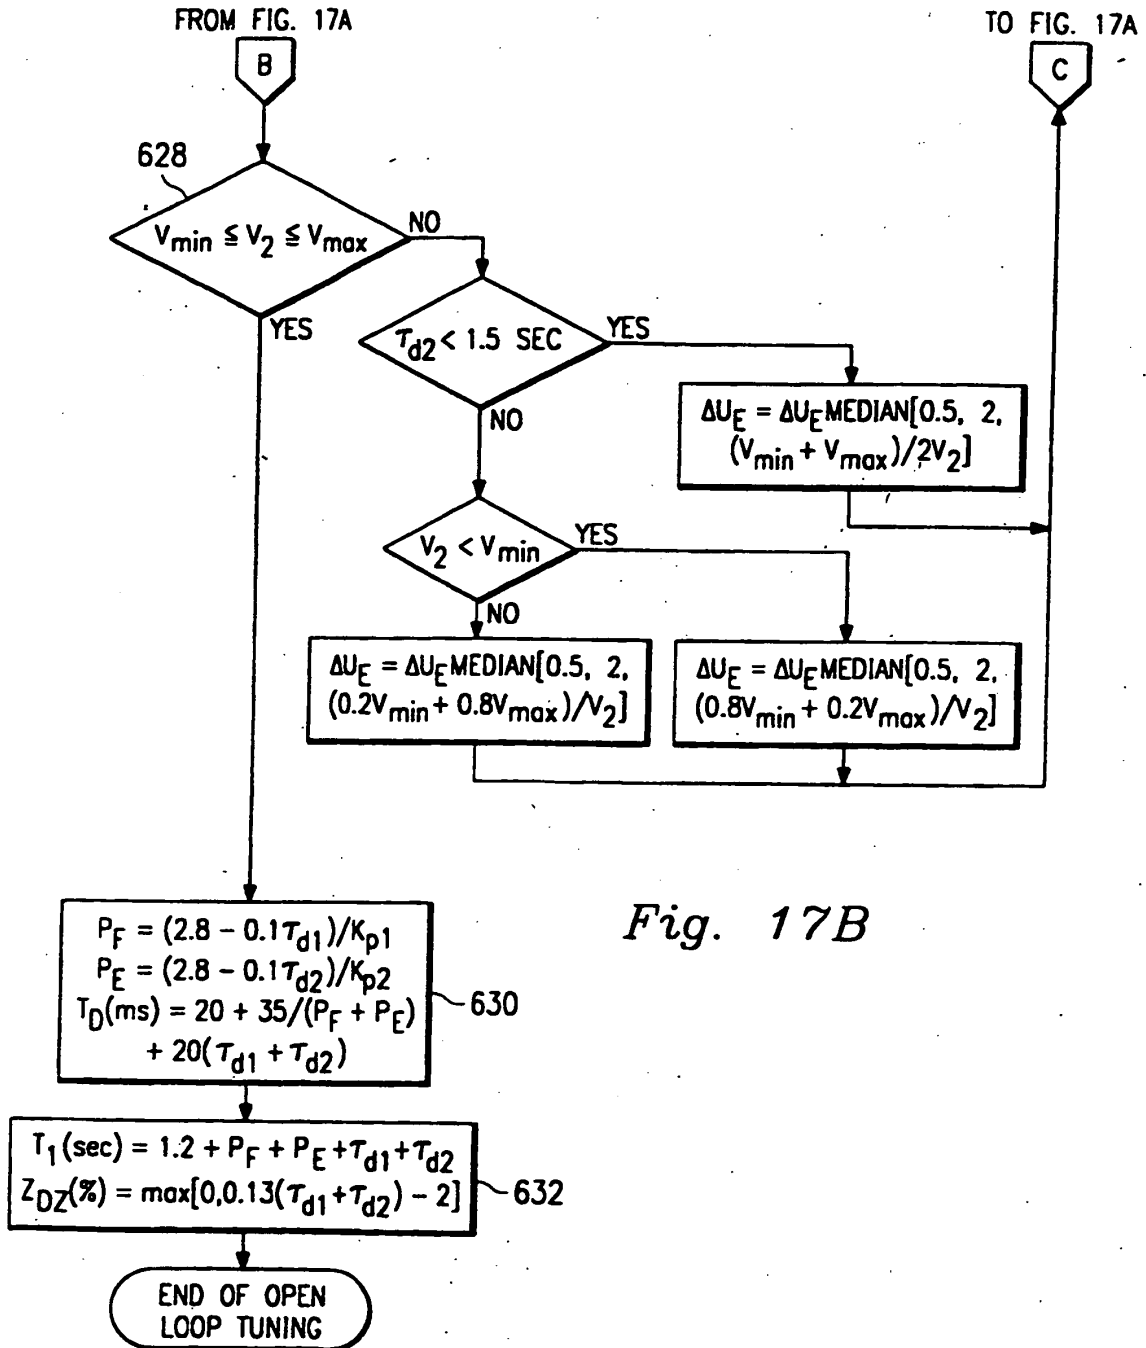 FROM FIG. 17A
B
TO FIG. 17A
C
628
V_min ≦ V_2 ≦ V_max
NO
YES
τ_d2 < 1.5 SEC
YES
NO
ΔU_E = ΔU_E MEDIAN[0.5, 2,
(V_min + V_max)/2V_2]
V_2 < V_min
YES
NO
ΔU_E = ΔU_E MEDIAN[0.5, 2,
(0.2V_min + 0.8V_max)/V_2]
ΔU_E = ΔU_E MEDIAN[0.5, 2,
(0.8V_min + 0.2V_max)/V_2]
Fig. 17B
P_F = (2.8 - 0.1τ_d1)/K_p1
P_E = (2.8 - 0.1τ_d2)/K_p2
T_D(ms) = 20 + 35/(P_F + P_E)
+ 20(τ_d1 + τ_d2)
630
T_1(sec) = 1.2 + P_F + P_E + τ_d1 + τ_d2
Z_DZ(%) = max[0,0.13(τ_d1 + τ_d2) - 2]
632
END OF OPEN
LOOP TUNING